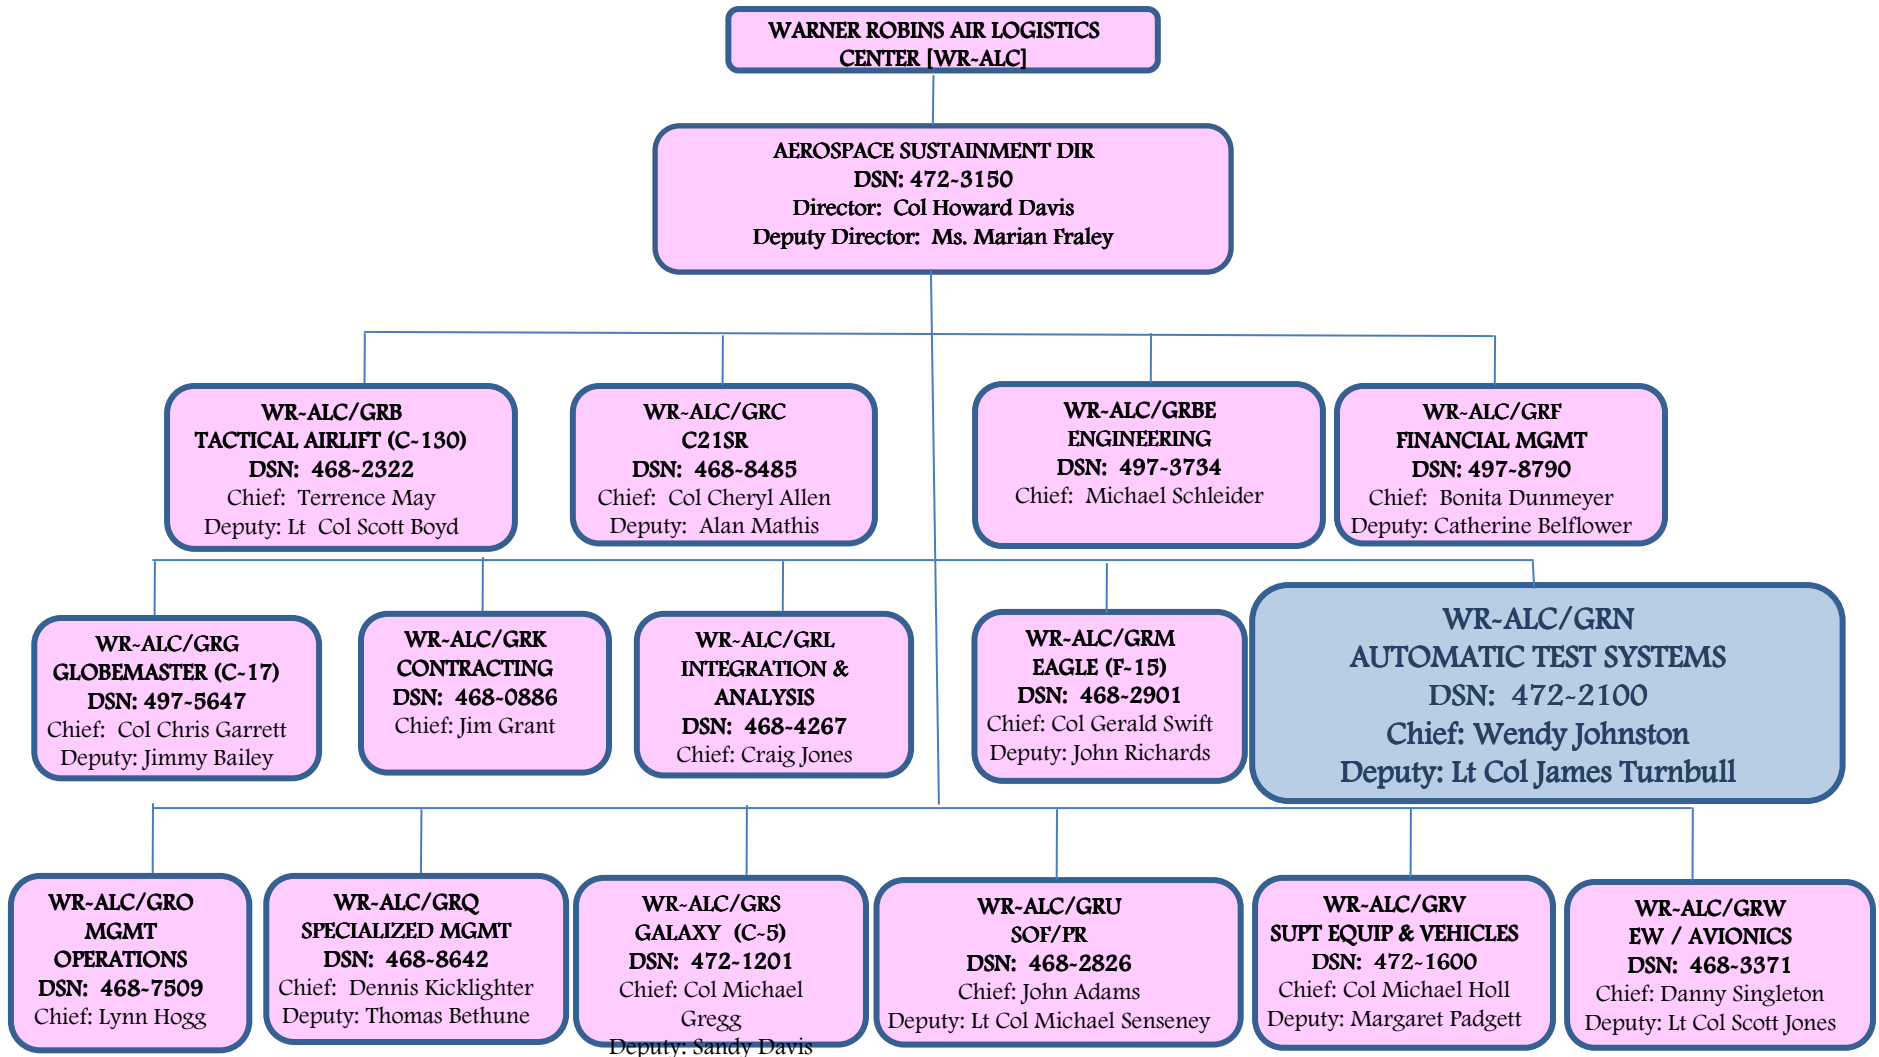 WARNER ROBINS AIR LOGISTICS
CENTER [WR-ALC]
AEROSPACE SUSTAINMENT DIR
DSN: 472-3150
Director: Col Howard Davis
Deputy Director: Ms. Marian Fraley
WR-ALC/GRB
TACTICAL AIRLIFT (C-130)
DSN: 468-2322
Chief: Terrence May
Deputy: Lt Col Scott Boyd
WR-ALC/GRC
C21SR
DSN: 468-8485
Chief: Col Cheryl Allen
Deputy: Alan Mathis
WR-ALC/GRBE
ENGINEERING
DSN: 497-3734
Chief: Michael Schleider
WR-ALC/GRF
FINANCIAL MGMT
DSN: 497-8790
Chief: Bonita Dunmeyer
Deputy: Catherine Belflower
WR-ALC/GRG
GLOBEMASTER (C-17)
DSN: 497-5647
Chief: Col Chris Garrett
Deputy: Jimmy Bailey
WR-ALC/GRK
CONTRACTING
DSN: 468-0886
Chief: Jim Grant
WR-ALC/GRL
INTEGRATION &
ANALYSIS
DSN: 468-4267
Chief: Craig Jones
WR-ALC/GRM
EAGLE (F-15)
DSN: 468-2901
Chief: Col Gerald Swift
Deputy: John Richards
WR-ALC/GRN
AUTOMATIC TEST SYSTEMS
DSN: 472-2100
Chief: Wendy Johnston
Deputy: Lt Col James Turnbull
WR-ALC/GRO
MGMT
OPERATIONS
DSN: 468-7509
Chief: Lynn Hogg
WR-ALC/GRQ
SPECIALIZED MGMT
DSN: 468-8642
Chief: Dennis Kicklighter
Deputy: Thomas Bethune
WR-ALC/GRS
GALAXY (C-5)
DSN: 472-1201
Chief: Col Michael
Gregg
Deputy: Sandy Davis
WR-ALC/GRU
SOF/PR
DSN: 468-2826
Chief: John Adams
Deputy: Lt Col Michael Senseney
WR-ALC/GRV
SUPT EQUIP & VEHICLES
DSN: 472-1600
Chief: Col Michael Holl
Deputy: Margaret Padgett
WR-ALC/GRW
EW / AVIONICS
DSN: 468-3371
Chief: Danny Singleton
Deputy: Lt Col Scott Jones